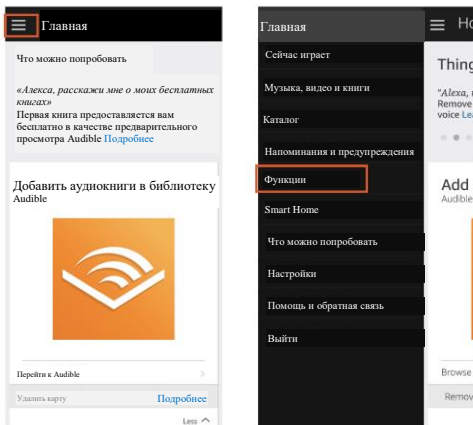 Главная
Что можно попробовать
«Алекса, расскажи мне о моих бесплатных
книгах»
Первая книга предоставляется вам
бесплатно в качестве предварительного
просмотра Audible Подробнее
Добавить аудиокниги в библиотеку
Audible
Перейти к Audible
Удалить карту Подробнее
Less
Главная
Сейчас играет
Музыка, видео и книги
Каталог
Напоминания и предупреждения
Функции
Smart Home
Что можно попробовать
Настройки
Помощь и обратная связь
Выйти
Ho
Thing
"Alexa,
Remove
voice Lea
Add
Audible
Browse
Remov